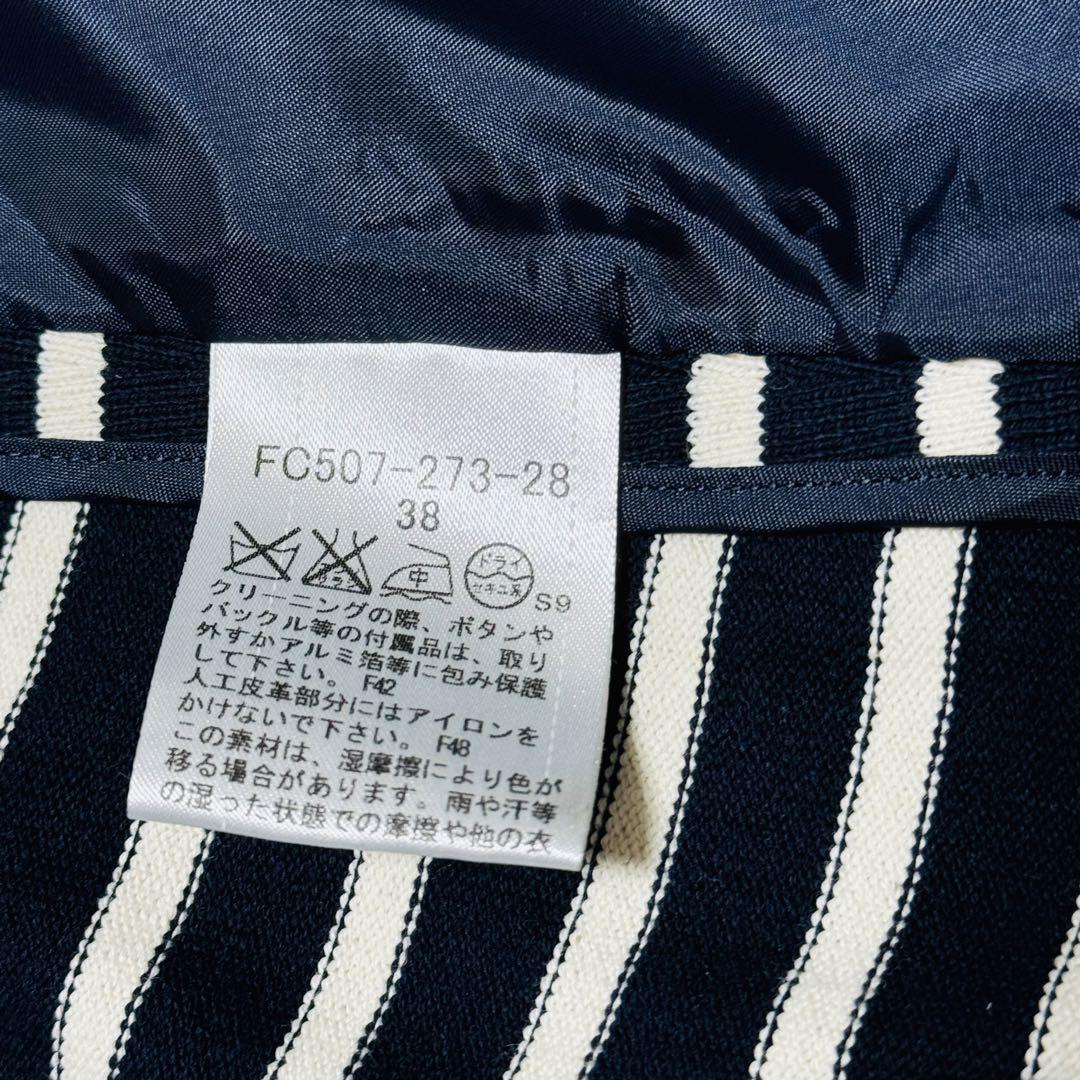 FC507-273-28
38
エンソ サラシ 中 ドライ セキユ系 S9
クリーニングの際、ボタンや
バックル等の付属品は、取り
外すかアルミ箔等に包み保護
して下さい。 F42
人工皮革部分にはアイロンを
かけないで下さい。 F48
この素材は、湿摩擦により色が
移る場合があります。雨や汗等
の湿った状態での摩擦や他の衣